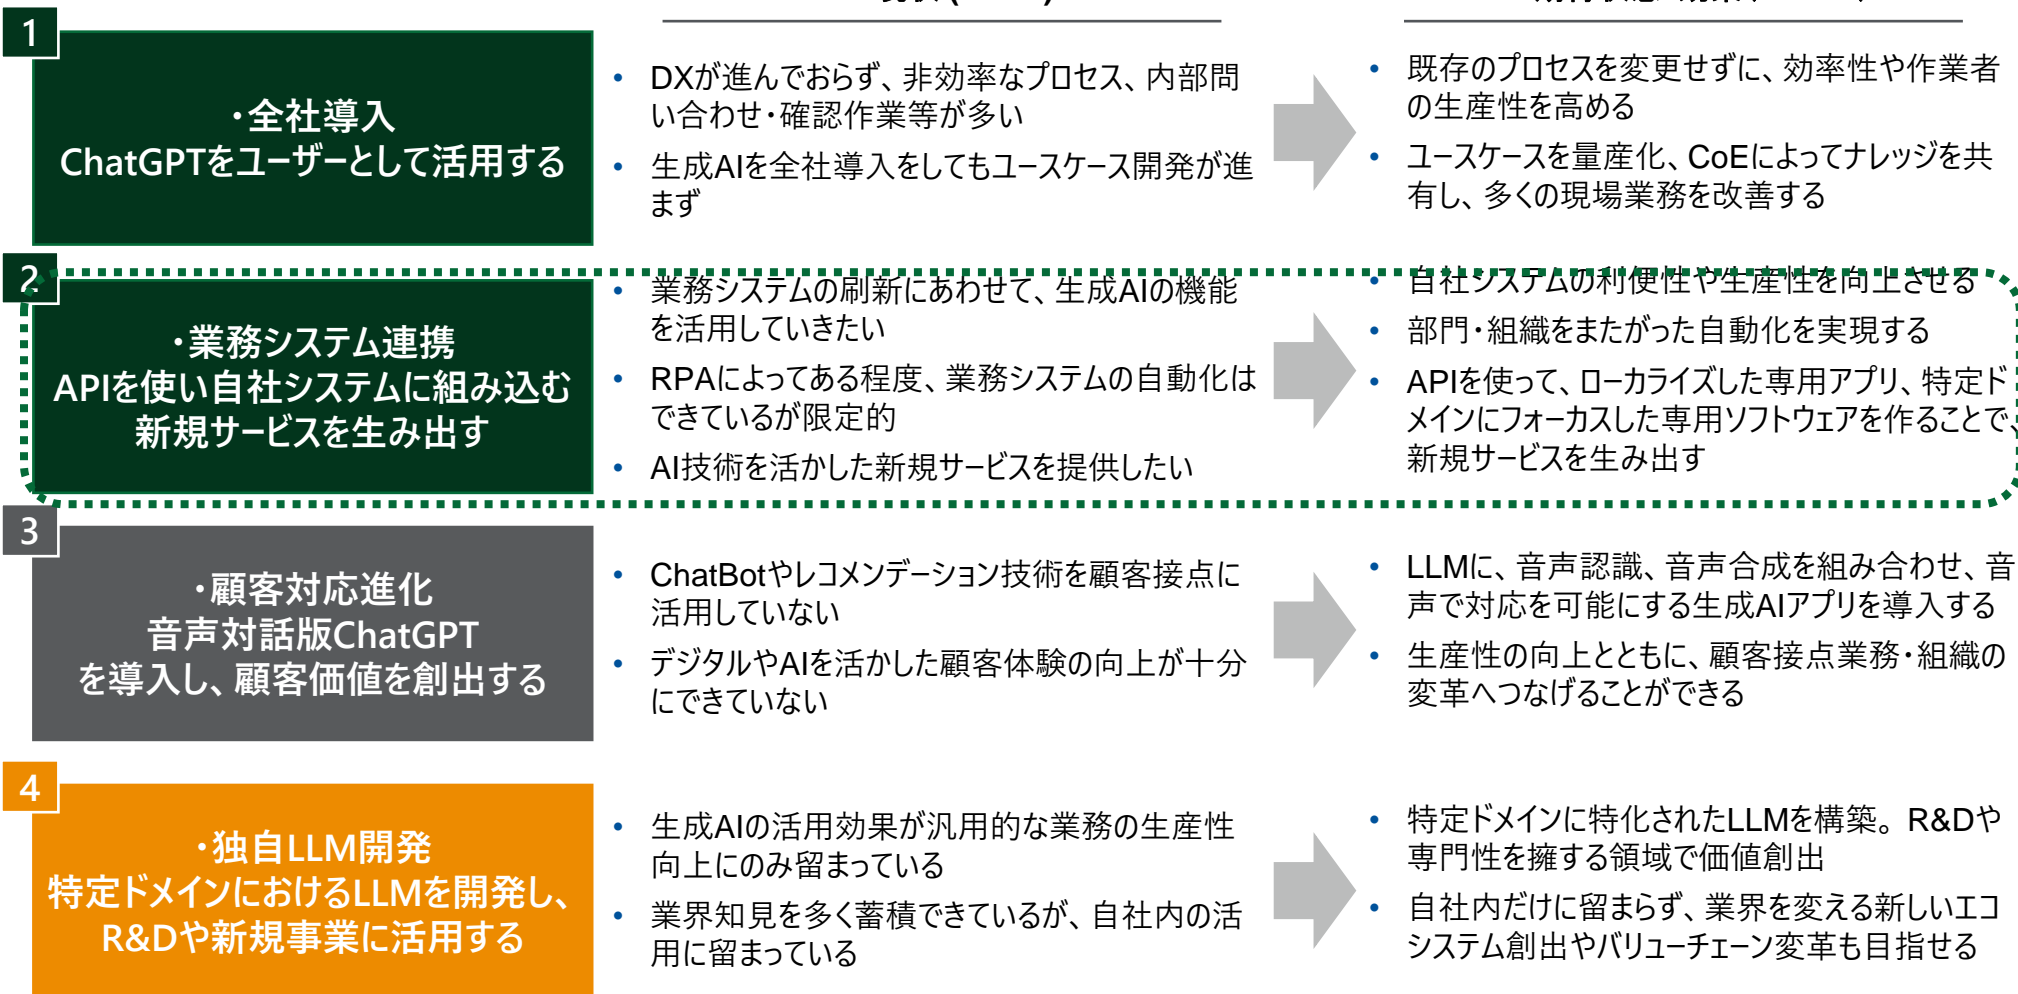 1
・全社導入
ChatGPTをユーザーとして活用する
• DXが進んでおらず、非効率なプロセス、内部問
い合わせ・確認作業等が多い
• 生成AIを全社導入をしてもユースケース開発が進
まず
• 既存のプロセスを変更せずに、効率性や作業者
の生産性を高める
• ユースケースを量産化、CoEによってナレッジを共
有し、多くの現場業務を改善する
2
・業務システム連携
APIを使い自社システムに組み込む
新規サービスを生み出す
• 業務システムの刷新にあわせて、生成AIの機能
を活用していきたい
• RPAによってある程度、業務システムの自動化は
できているが限定的
• AI技術を活かした新規サービスを提供したい
• 自社システムの利便性や生産性を向上させる
• 部門・組織をまたがった自動化を実現する
• APIを使って、ローカライズした専用アプリ、特定ド
メインにフォーカスした専用ソフトウェアを作ることで、
新規サービスを生み出す
3
・顧客対応進化
音声対話版ChatGPT
を導入し、顧客価値を創出する
• ChatBotやレコメンデーション技術を顧客接点に
活用していない
• デジタルやAIを活かした顧客体験の向上が十分
にできていない
• LLMに、音声認識、音声合成を組み合わせ、音
声で対応を可能にする生成AIアプリを導入する
• 生産性の向上とともに、顧客接点業務・組織の
変革へつなげることができる
4
・独自LLM開発
特定ドメインにおけるLLMを開発し、
R&Dや新規事業に活用する
• 生成AIの活用効果が汎用的な業務の生産性
向上にのみ留まっている
• 業界知見を多く蓄積できているが、自社内の活
用に留まっている
• 特定ドメインに特化されたLLMを構築。R&Dや
専門性を擁する領域で価値創出
• 自社内だけに留まらず、業界を変える新しいエコ
システム創出やバリューチェーン変革も目指せる